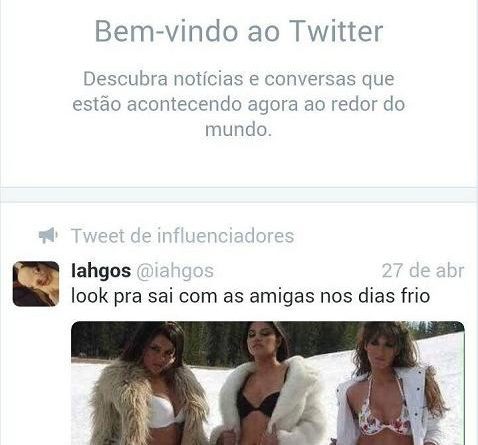 Bem-vindo ao Twitter
Descubra notícias e conversas que
estão acontecendo agora ao redor do
mundo.
Tweet de influenciadores
Iahgos @iahgos 27 de abr
look pra sai com as amigas nos dias frio